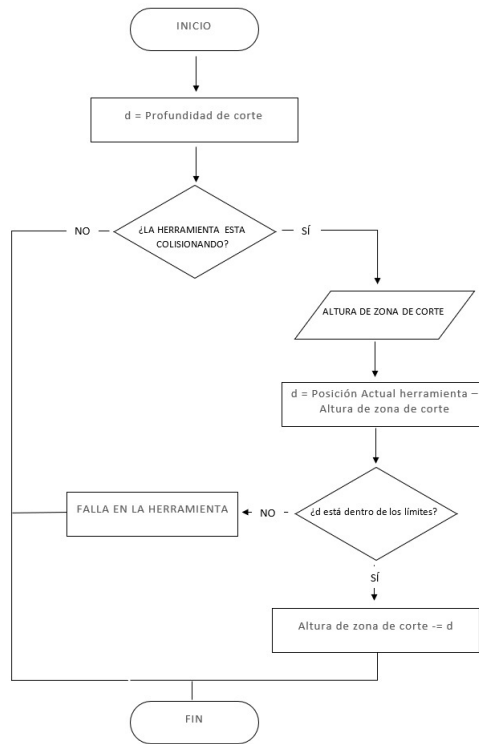 INICIO
d = Profundidad de corte
NO
¿LA HERRAMIENTA ESTA
COLISIONANDO?
SÍ
ALTURA DE ZONA DE CORTE
d = Posición Actual herramienta –
Altura de zona de corte
FALLA EN LA HERRAMIENTA
NO
¿d está dentro de los límites?
SÍ
Altura de zona de corte -= d
FIN